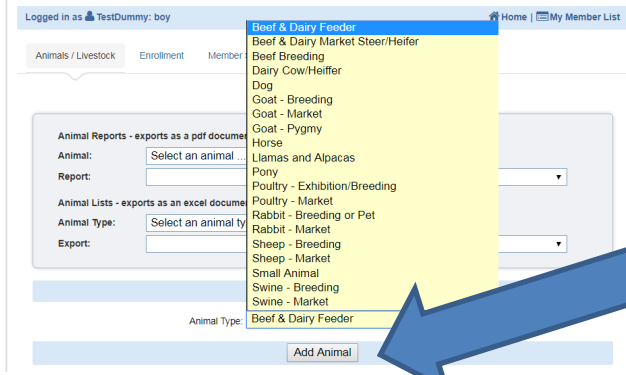 Logged in as TestDummy: boy
Home | My Member List
Animals / Livestock
Enrollment
Member
Beef & Dairy Feeder
Beef & Dairy Market Steer/Heifer
Beef Breeding
Dairy Cow/Heiffer
Dog
Goat - Breeding
Goat - Market
Goat - Pygmy
Horse
Llamas and Alpacas
Pony
Poultry - Exhibition/Breeding
Poultry - Market
Rabbit - Breeding or Pet
Rabbit - Market
Sheep - Breeding
Sheep - Market
Small Animal
Swine - Breeding
Swine - Market
Animal Reports - exports as a pdf documen
Animal: Select an animal ...
Report:
Animal Lists - exports as an excel documen
Animal Type: Select an animal ty
Export:
Animal Type: Beef & Dairy Feeder
Add Animal